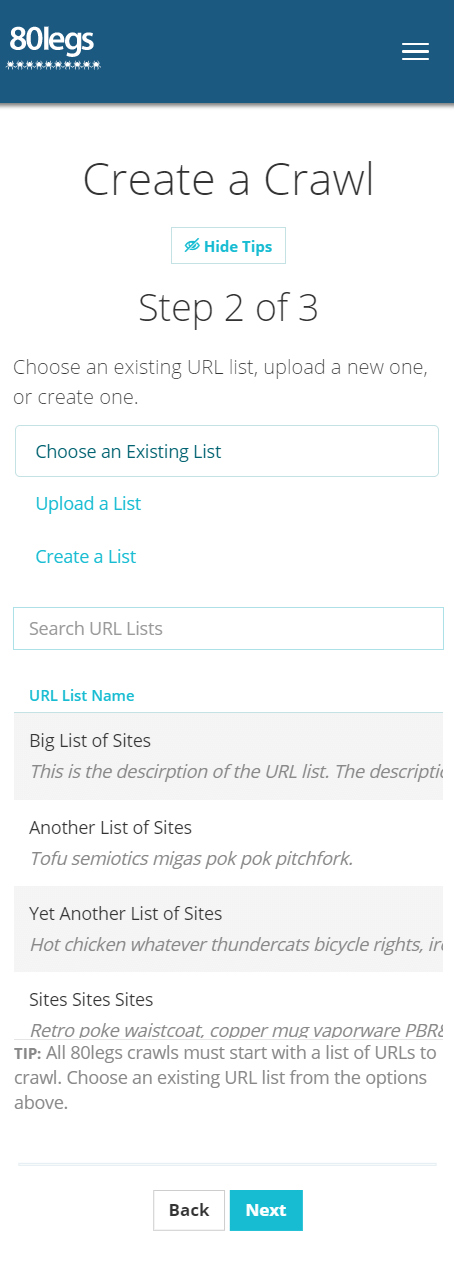 80legs
Create a Crawl
Hide Tips
Step 2 of 3
Choose an existing URL list, upload a new one,
or create one.
Choose an Existing List
Upload a List
Create a List
Search URL Lists
URL List Name
Big List of Sites
This is the descirption of the URL list. The
Another List of Sites
Tofu semiotics migas pok pok pitchfork.
Yet Another List of Sites
Hot chicken whatever thundercats bicycle rights,
Sites Sites Sites
Retro poke waistcoat, copper mug vaporware
TIP: All 80legs crawls must start with a list of URLs to
crawl. Choose an existing URL list from the options
above.
Back
Next